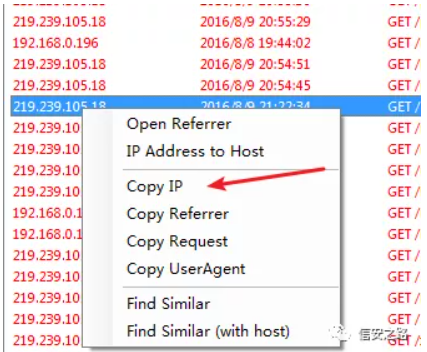 219.239.105.18 2016/8/9 20:55:29 GET /
192.168.0.196 2016/8/8 19:44:02 GET /
219.239.105.18 2016/8/9 20:54:51 GET /
219.239.105.18 2016/8/9 20:54:45 GET /
219.239.105.18 2016/8/9 21:22:34 GET /
219.239.10 GET /
Open Referrer
219.239.10 GET /
IP Address to Host
219.239.10 GET /
219.239.10 GET /
Copy IP
192.168.0.1 GET /
Copy Referrer
192.168.0.1 GET /
Copy Request
219.239.10 GET /
Copy UserAgent
219.239.10 GET /
219.239.10 GET /
Find Similar
219.239.10 GET /
Find Similar (with host)
219.239.10 GET /
信安之路